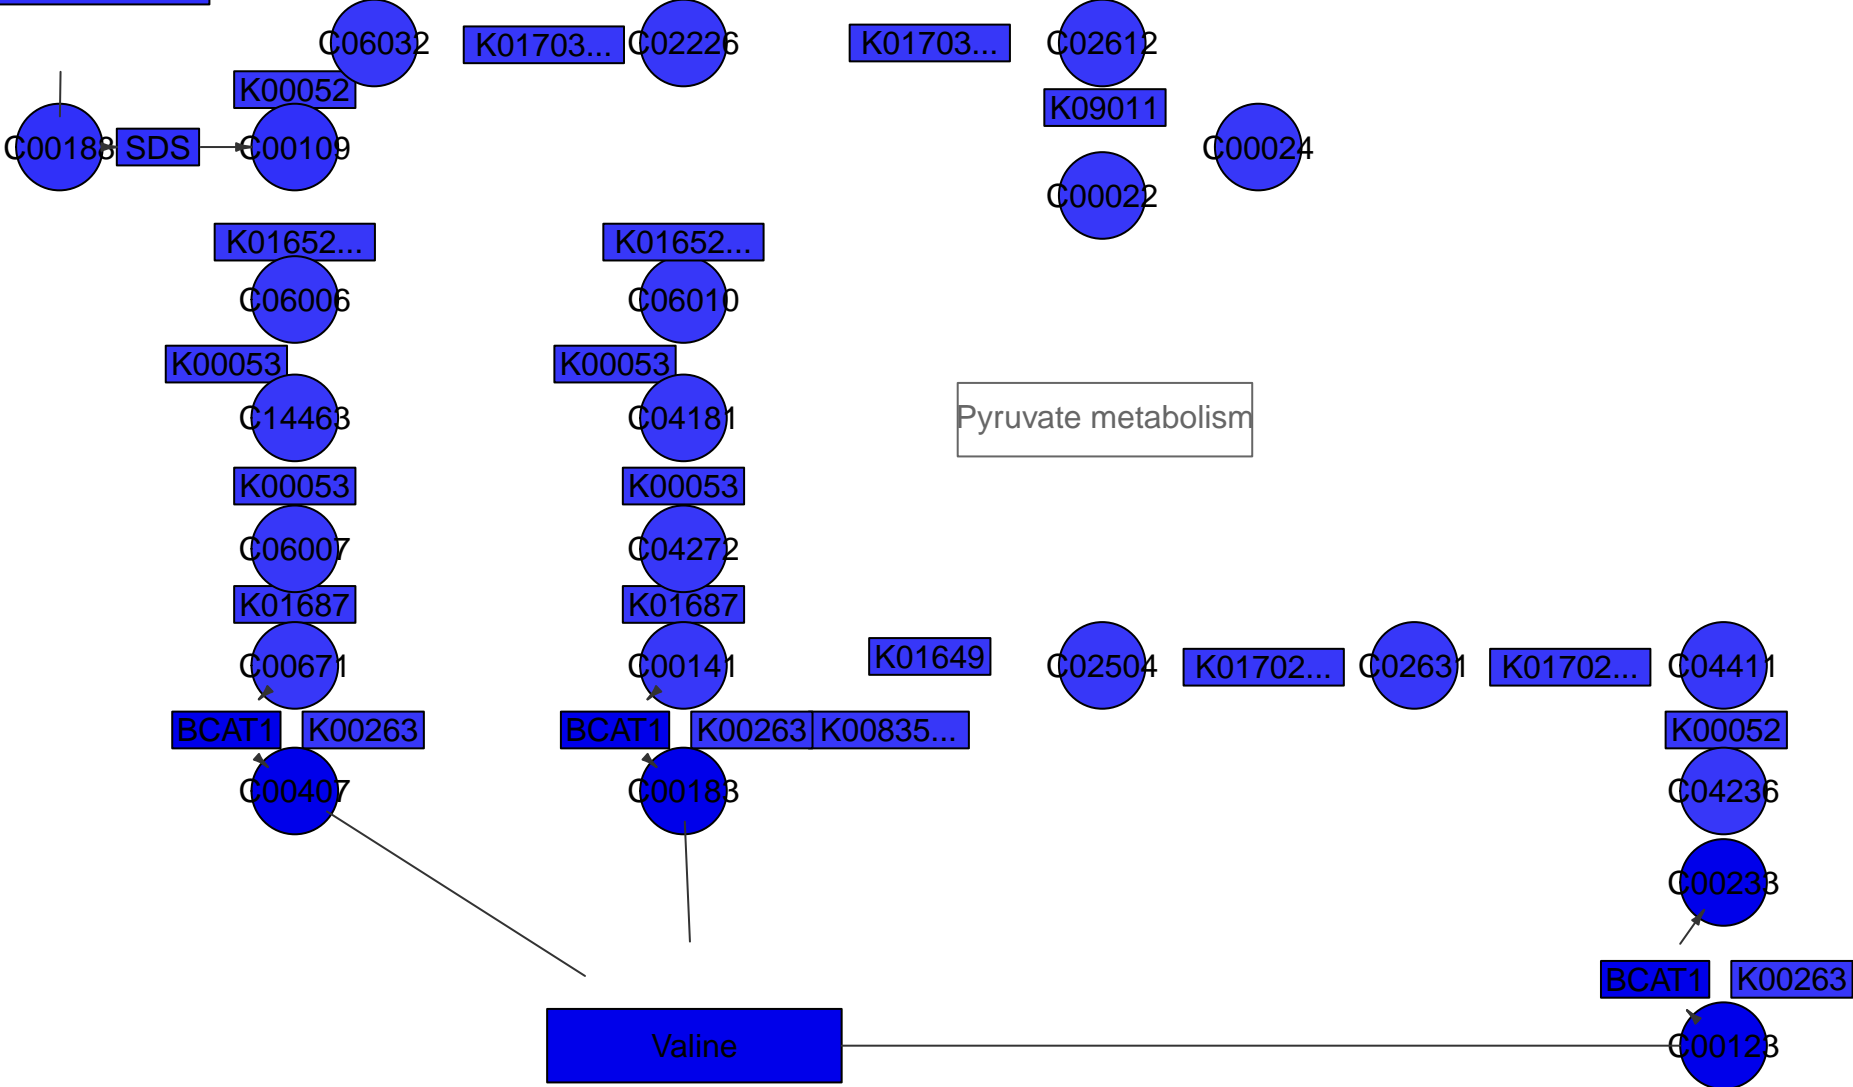 C06032 K01703... C02226 K01703... C02612
K00052 K09011
C00188 SDS C00109 C00024
C00022
K01652... K01652...
C06006 C06010
K00053 K00053
C14463 C04181 Pyruvate metabolism
K00053 K00053
C06007 C04272
K01687 K01687
C00671 C00141 K01649 C02504 K01702... C02631 K01702... C04411
BCAT1 K00263 BCAT1 K00263 K00835... K00052
C00407 C00183 C04236
C00233
BCAT1 K00263
Valine C00123